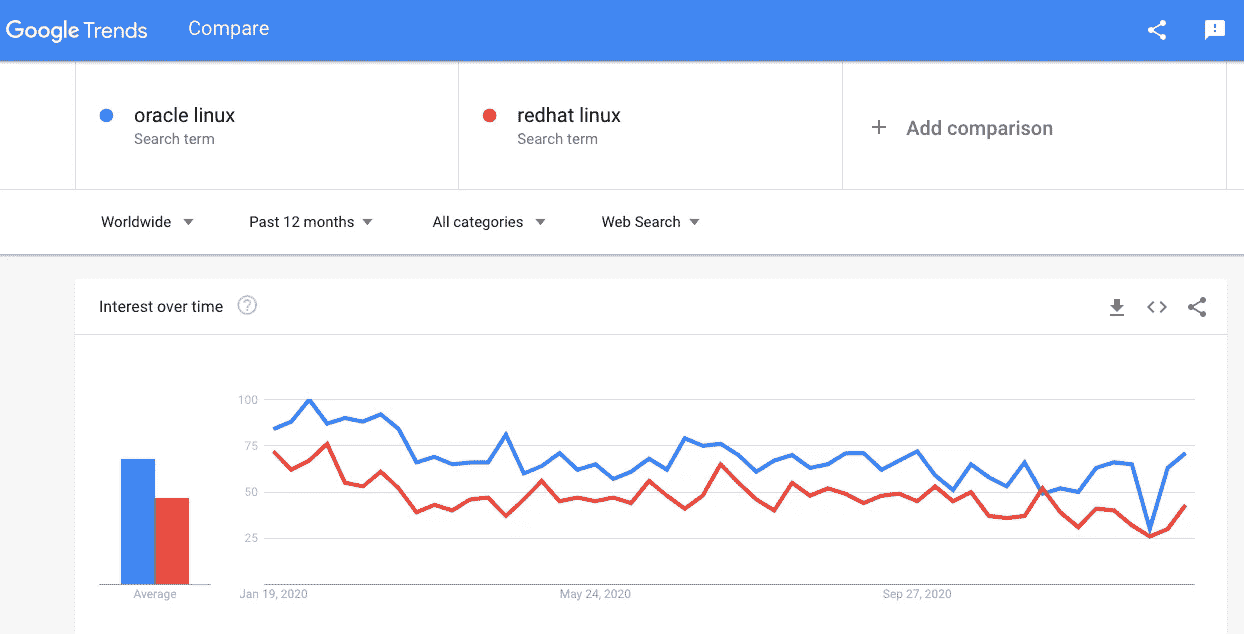 Google Trends Compare
oracle linux
Search term
redhat linux
Search term
+ Add comparison
Worldwide Past 12 months All categories Web Search
Interest over time ?
100
75
50
25
Average
Jan 19, 2020 May 24, 2020 Sep 27, 2020